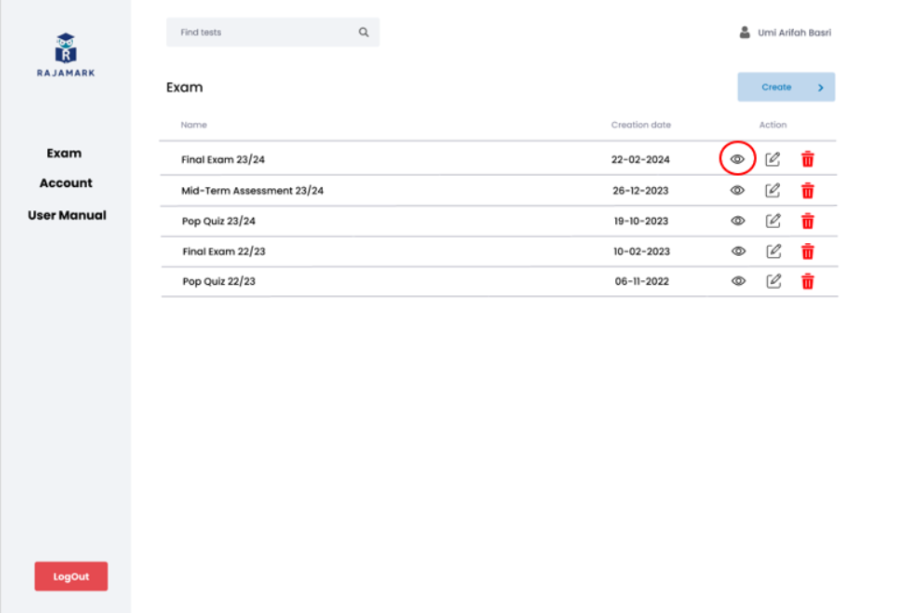 Find tests
Umi Arifah Basri
R
RAJAMARK
Exam
Create
Name Creation date Action
Exam
Account
User Manual
Final Exam 23/24 22-02-2024
Mid-Term Assessment 23/24 26-12-2023
Pop Quiz 23/24 19-10-2023
Final Exam 22/23 10-02-2023
Pop Quiz 22/23 06-11-2022
LogOut